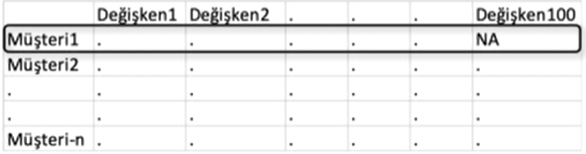 Değişken1 Değişken2 . . . Değişken100
Müşteri1 . . . . . NA
Müşteri2 . . . . . .
. . . . . . .
. . . . . . .
Müşteri-n . . . . . .